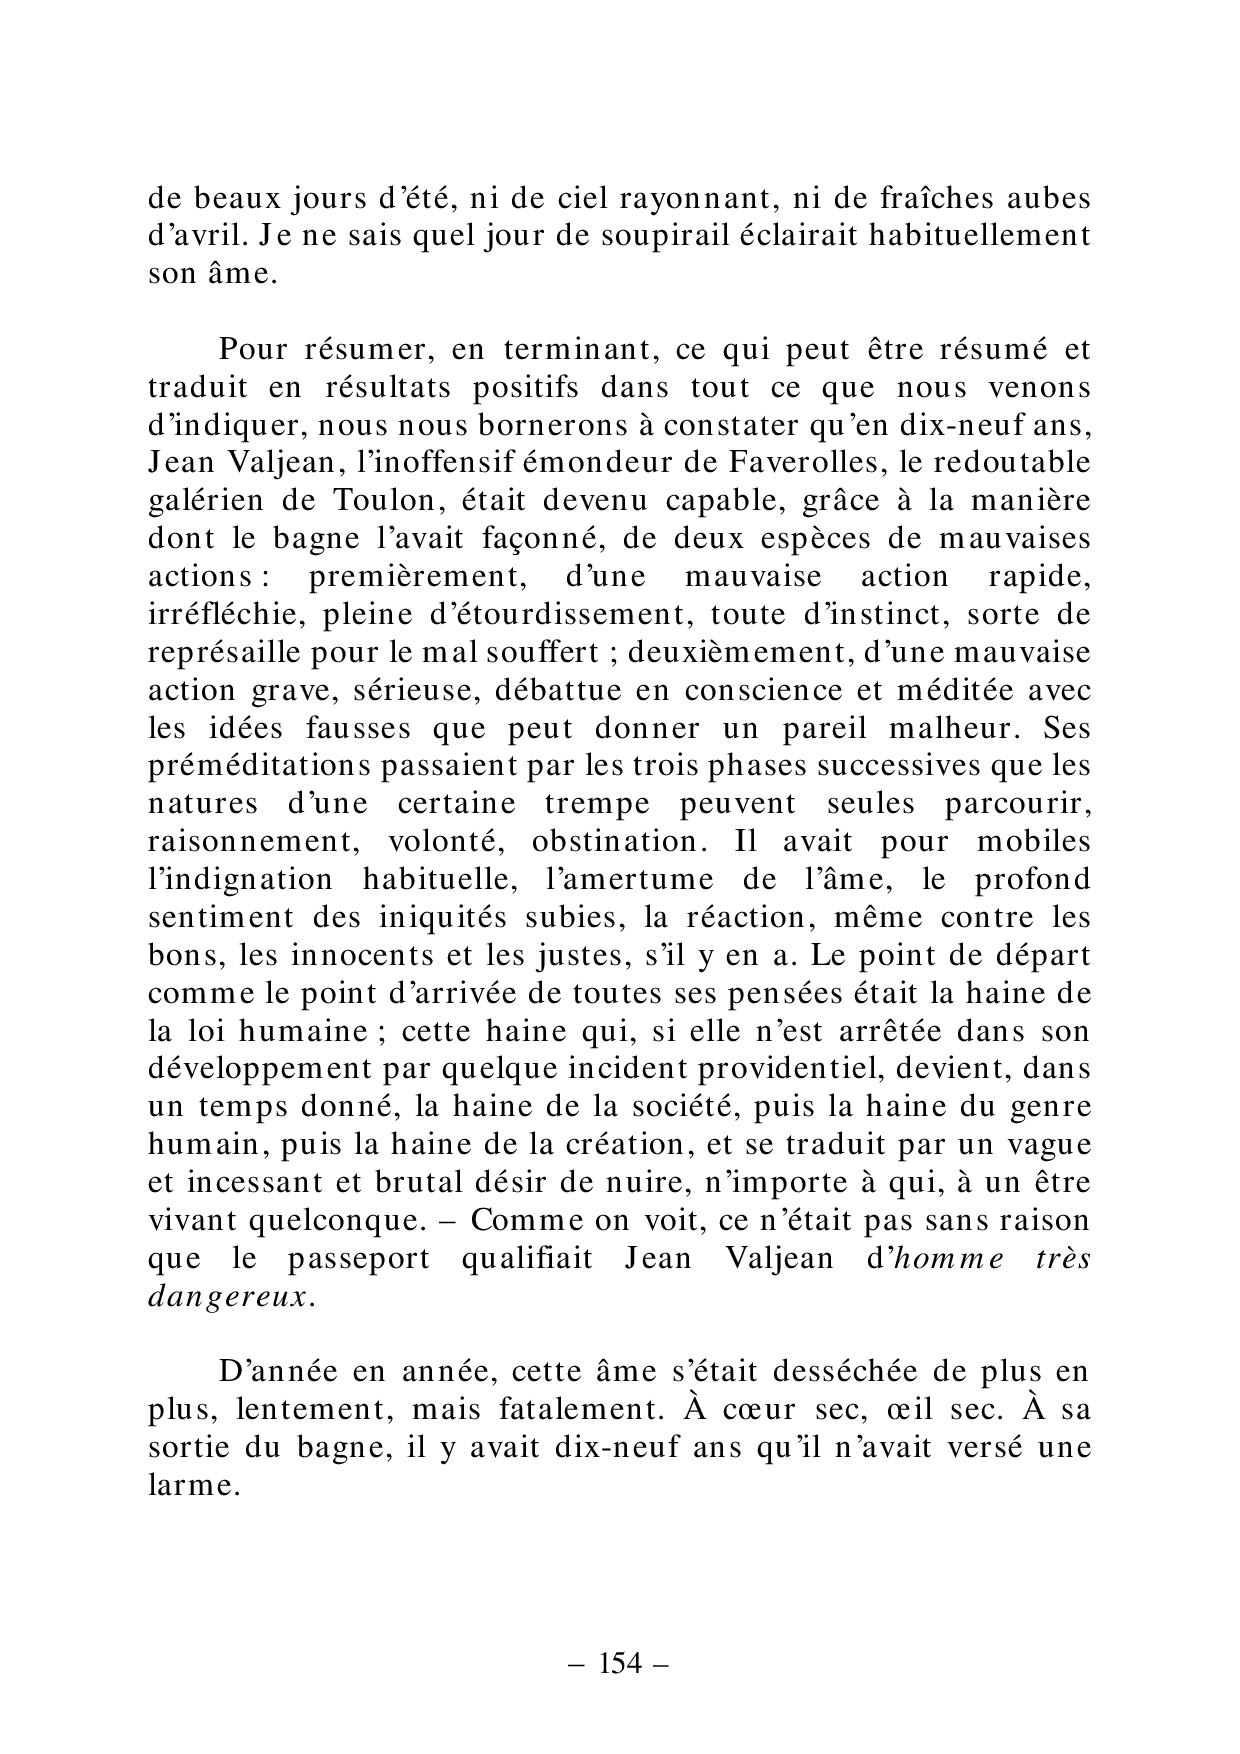 de beaux jours d’été, ni de ciel rayonnant, ni de fraîches aubes
d’avril. Je ne sais quel jour de soupirail éclairait habituellement
son âme.
Pour résumer, en terminant, ce qui peut être résumé et
traduit en résultats positifs dans tout ce que nous venons
d’indiquer, nous nous bornerons à constater qu’en dix-neuf ans,
Jean Valjean, l’inoffensif émondeur de Faverolles, le redoutable
galérien de Toulon, était devenu capable, grâce à la manière
dont le bagne l’avait façonné, de deux espèces de mauvaises
actions : premièrement, d’une mauvaise action rapide,
irréfléchie, pleine d’étourdissement, toute d’instinct, sorte de
représaille pour le mal souffert ; deuxièmement, d’une mauvaise
action grave, sérieuse, débattue en conscience et méditée avec
les idées fausses que peut donner un pareil malheur. Ses
préméditations passaient par les trois phases successives que les
natures d’une certaine trempe peuvent seules parcourir,
raisonnement, volonté, obstination. Il avait pour mobiles
l’indignation habituelle, l’amertume de l’âme, le profond
sentiment des iniquités subies, la réaction, même contre les
bons, les innocents et les justes, s’il y en a. Le point de départ
comme le point d’arrivée de toutes ses pensées était la haine de
la loi humaine ; cette haine qui, si elle n’est arrêtée dans son
développement par quelque incident providentiel, devient, dans
un temps donné, la haine de la société, puis la haine du genre
humain, puis la haine de la création, et se traduit par un vague
et incessant et brutal désir de nuire, n’importe à qui, à un être
vivant quelconque. – Comme on voit, ce n’était pas sans raison
que le passeport qualifiait Jean Valjean d’homme très
dangereux.
D’année en année, cette âme s’était desséchée de plus en
plus, lentement, mais fatalement. À cœur sec, œil sec. À sa
sortie du bagne, il y avait dix-neuf ans qu’il n’avait versé une
larme.
– 154 –